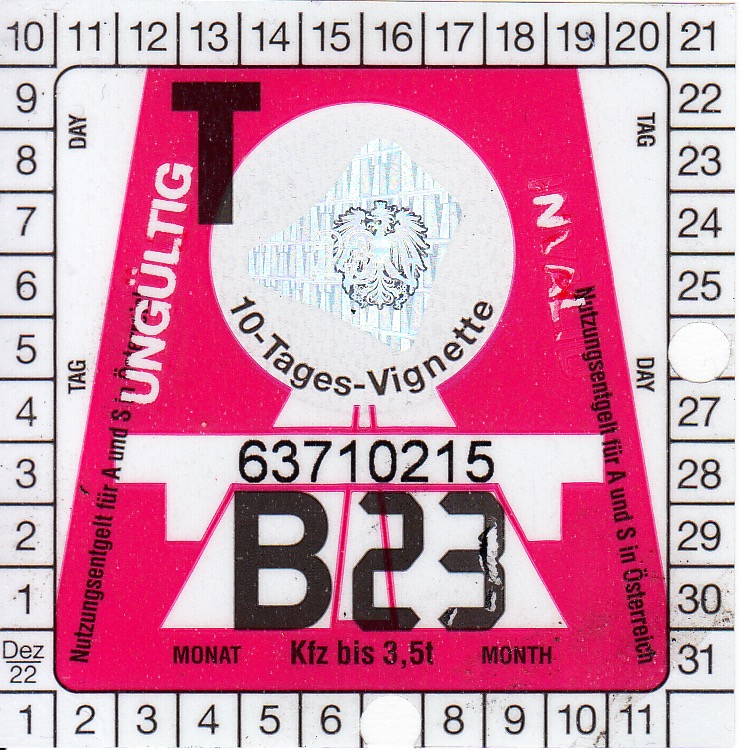 10 11 12 13 14 15 16 17 18 19 20 21
9 22
8 23
7 24
6 25
5
4 27
3 28
2 29
1 30
Dez
22
31
1 2 3 4 5 6 8 9 10 11
DAY
TAG
T
UNGÜLTIG
10-Tages-Vignette
TAG
DAY
Nutzungsentgelt für A und S in Österreich
Nutzungsentgelt für A und S in Österreich
63710215
B23
MONAT Kfz bis 3,5t MONTH